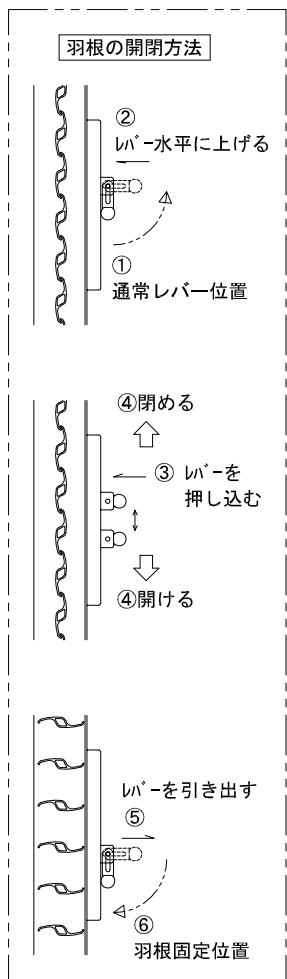 羽根の開閉方法
②
ﾚﾊﾞｰ水平に上げる
①
通常レバー位置
④閉める
③ ﾚﾊﾞｰを
押し込む
④開ける
ﾚﾊﾞｰを引き出す
⑤
⑥
羽根固定位置